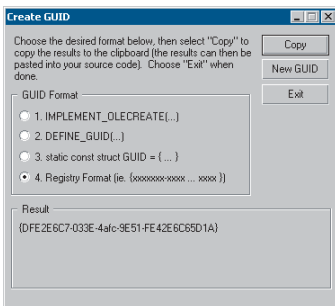 Create GUID
Choose the desired format below, then select "Copy" to
copy the results to the clipboard (the results can then be
pasted into your source code). Choose "Exit" when
done.
Copy
New GUID
Exit
GUID Format
1. IMPLEMENT_OLECREATE(...)
2. DEFINE_GUID(...)
3. static const struct GUID = { ... }
4. Registry Format (ie. {xxxxxxx-xxxx ... xxxx })
Result
{DFE2E6C7-033E-4afc-9E51-FE42E6C65D1A}